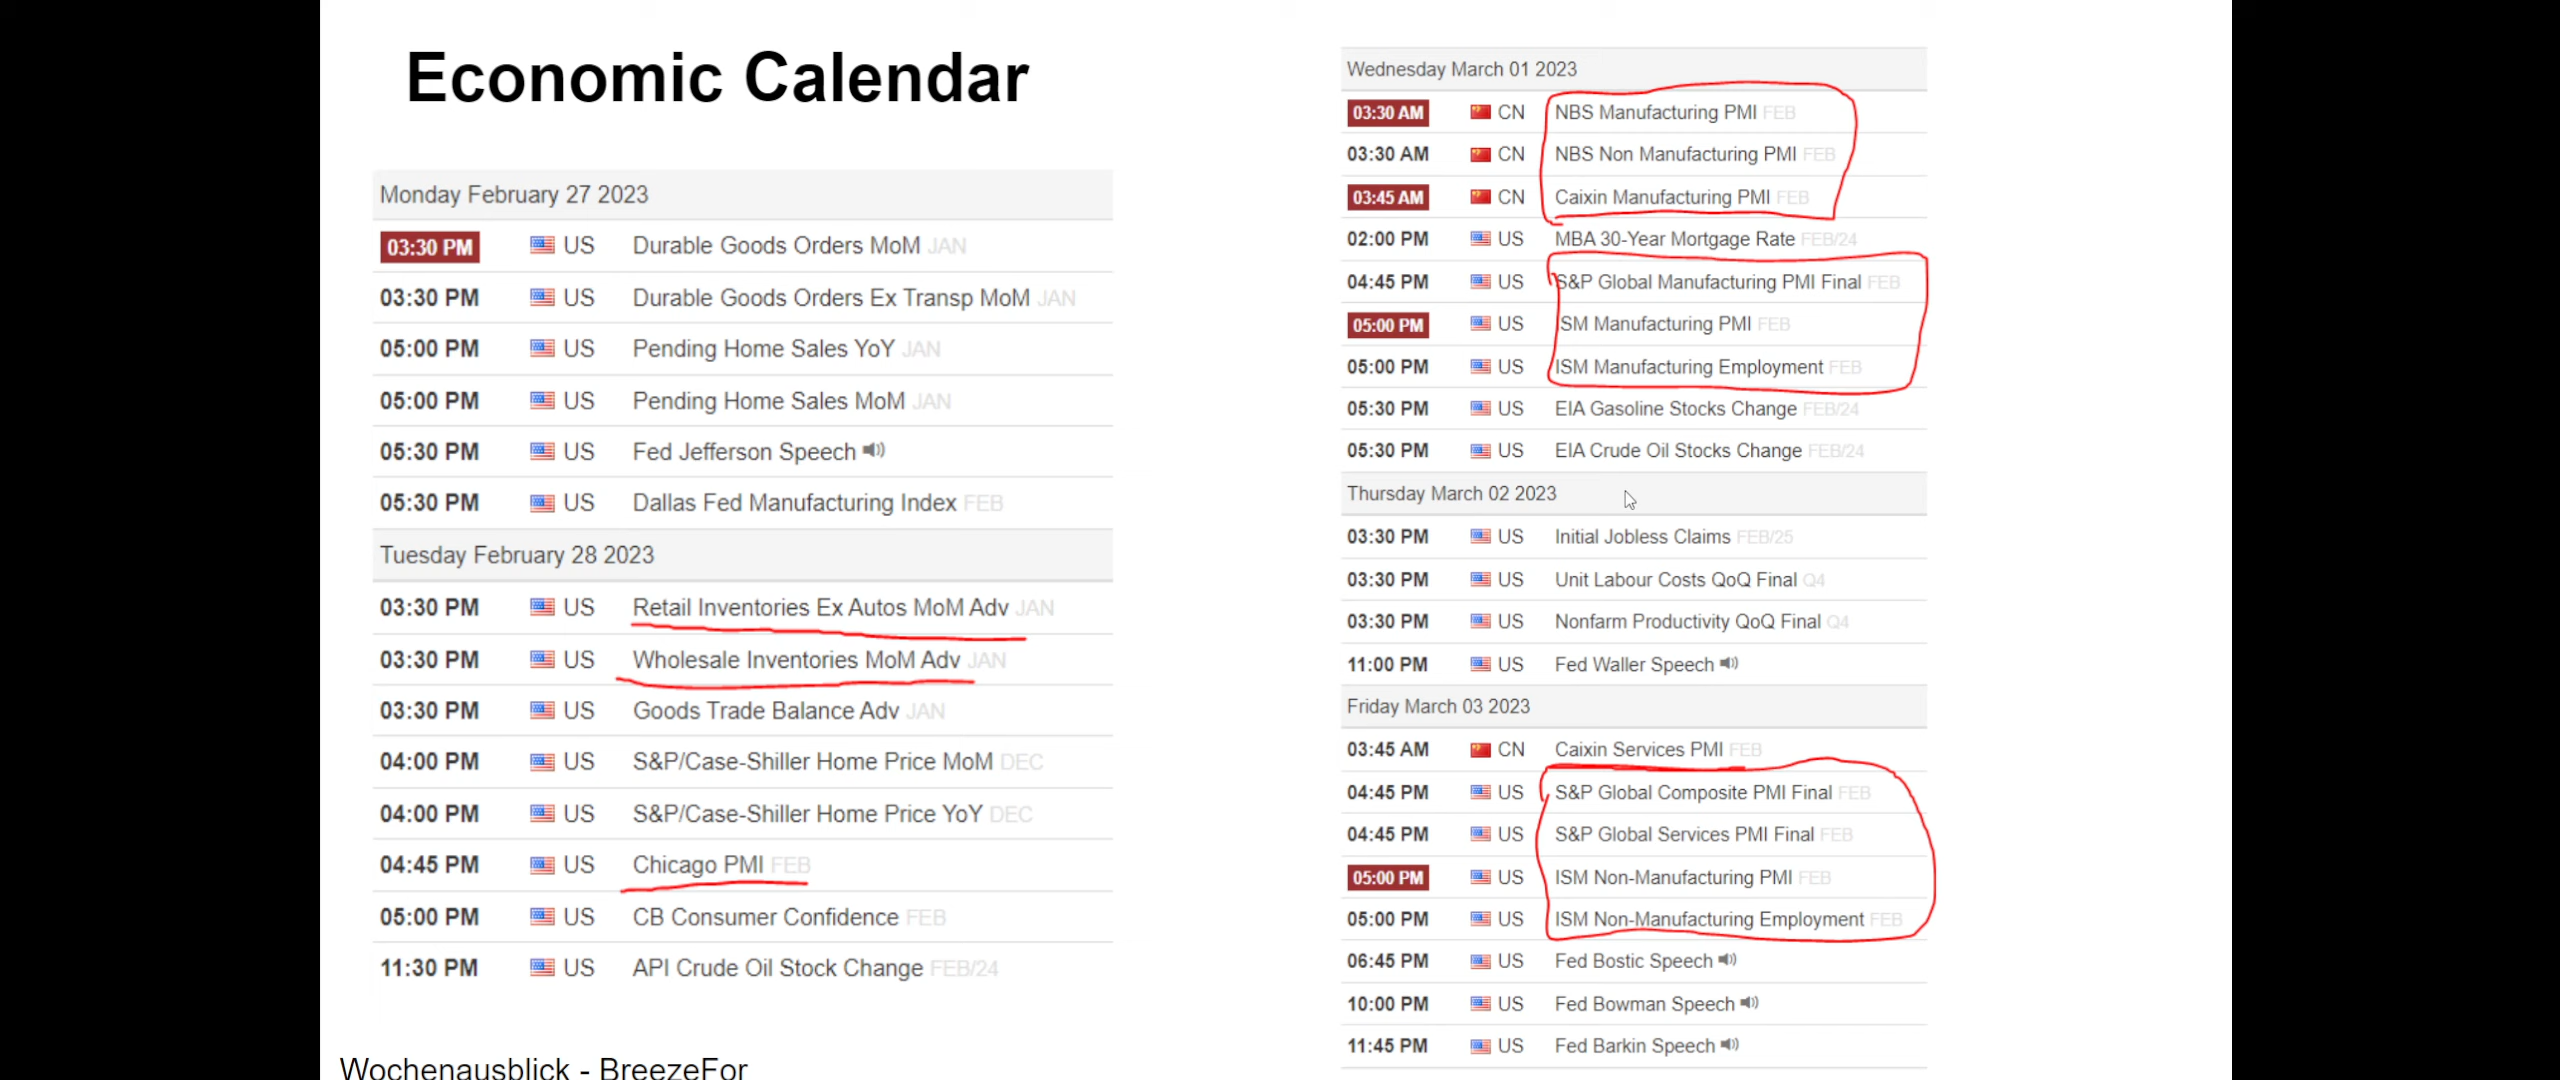 Economic Calendar
Monday February 27 2023
03:30 PM US Durable Goods Orders MoM JAN
03:30 PM US Durable Goods Orders Ex Transp MoM JAN
05:00 PM US Pending Home Sales YoY JAN
05:00 PM US Pending Home Sales MoM JAN
05:30 PM US Fed Jefferson Speech
05:30 PM US Dallas Fed Manufacturing Index FEB
Tuesday February 28 2023
03:30 PM US Retail Inventories Ex Autos MoM Adv JAN
03:30 PM US Wholesale Inventories MoM Adv JAN
03:30 PM US Goods Trade Balance Adv JAN
04:00 PM US S&P/Case-Shiller Home Price MoM DEC
04:00 PM US S&P/Case-Shiller Home Price YoY DEC
04:45 PM US Chicago PMI FEB
05:00 PM US CB Consumer Confidence FEB
11:30 PM US API Crude Oil Stock Change FEB/24
Wochenausblick - BreezeFor
Wednesday March 01 2023
03:30 AM CN NBS Manufacturing PMI FEB
03:30 AM CN NBS Non Manufacturing PMI FEB
03:45 AM CN Caixin Manufacturing PMI FEB
02:00 PM US MBA 30-Year Mortgage Rate FEB/24
04:45 PM US S&P Global Manufacturing PMI Final FEB
05:00 PM US ISM Manufacturing PMI FEB
05:00 PM US ISM Manufacturing Employment FEB
05:30 PM US EIA Gasoline Stocks Change FEB/24
05:30 PM US EIA Crude Oil Stocks Change FEB/24
Thursday March 02 2023
03:30 PM US Initial Jobless Claims FEB/25
03:30 PM US Unit Labour Costs QoQ Final Q4
03:30 PM US Nonfarm Productivity QoQ Final Q4
11:00 PM US Fed Waller Speech
Friday March 03 2023
03:45 AM CN Caixin Services PMI FEB
04:45 PM US S&P Global Composite PMI Final FEB
04:45 PM US S&P Global Services PMI Final FEB
05:00 PM US ISM Non-Manufacturing PMI FEB
05:00 PM US ISM Non-Manufacturing Employment FEB
06:45 PM US Fed Bostic Speech
10:00 PM US Fed Bowman Speech
11:45 PM US Fed Barkin Speech